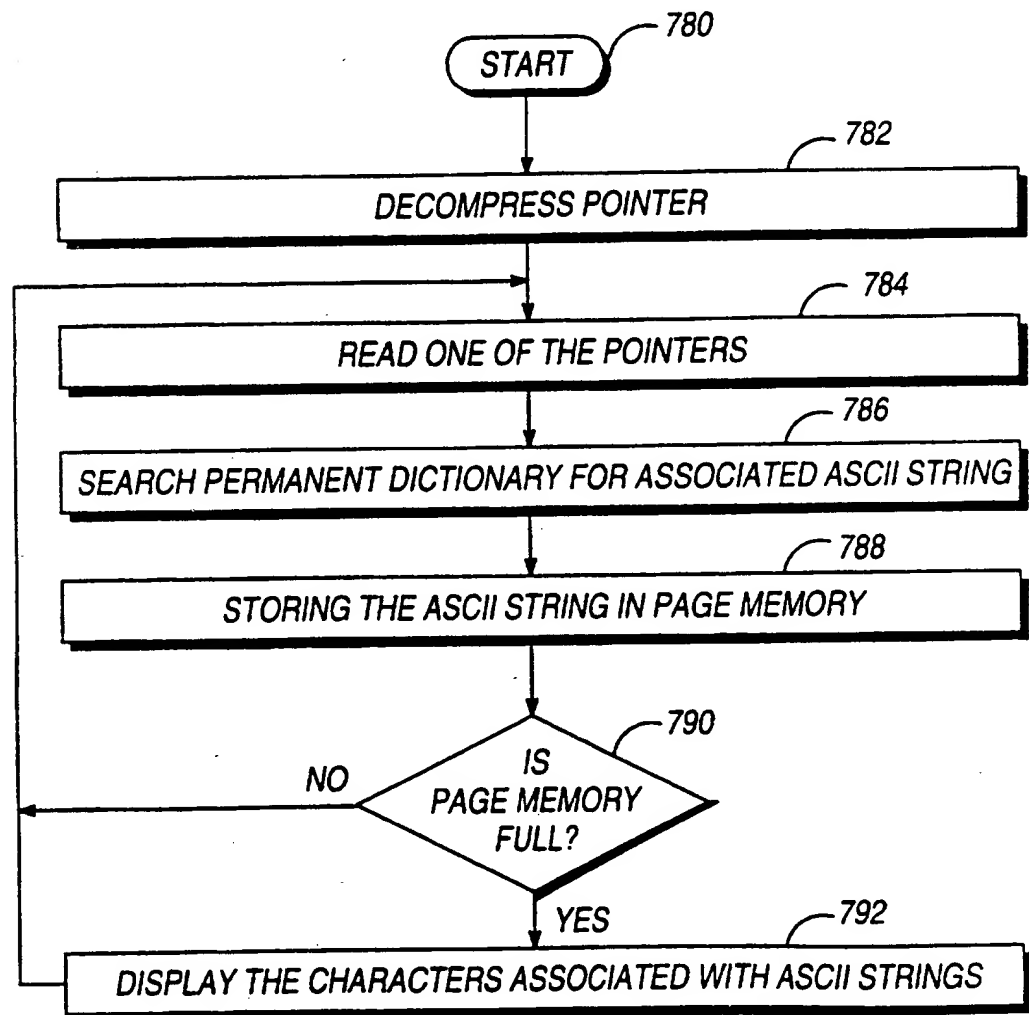 780
START
782
DECOMPRESS POINTER
784
READ ONE OF THE POINTERS
786
SEARCH PERMANENT DICTIONARY FOR ASSOCIATED ASCII STRING
788
STORING THE ASCII STRING IN PAGE MEMORY
790
IS
PAGE MEMORY
FULL?
NO
YES
792
DISPLAY THE CHARACTERS ASSOCIATED WITH ASCII STRINGS